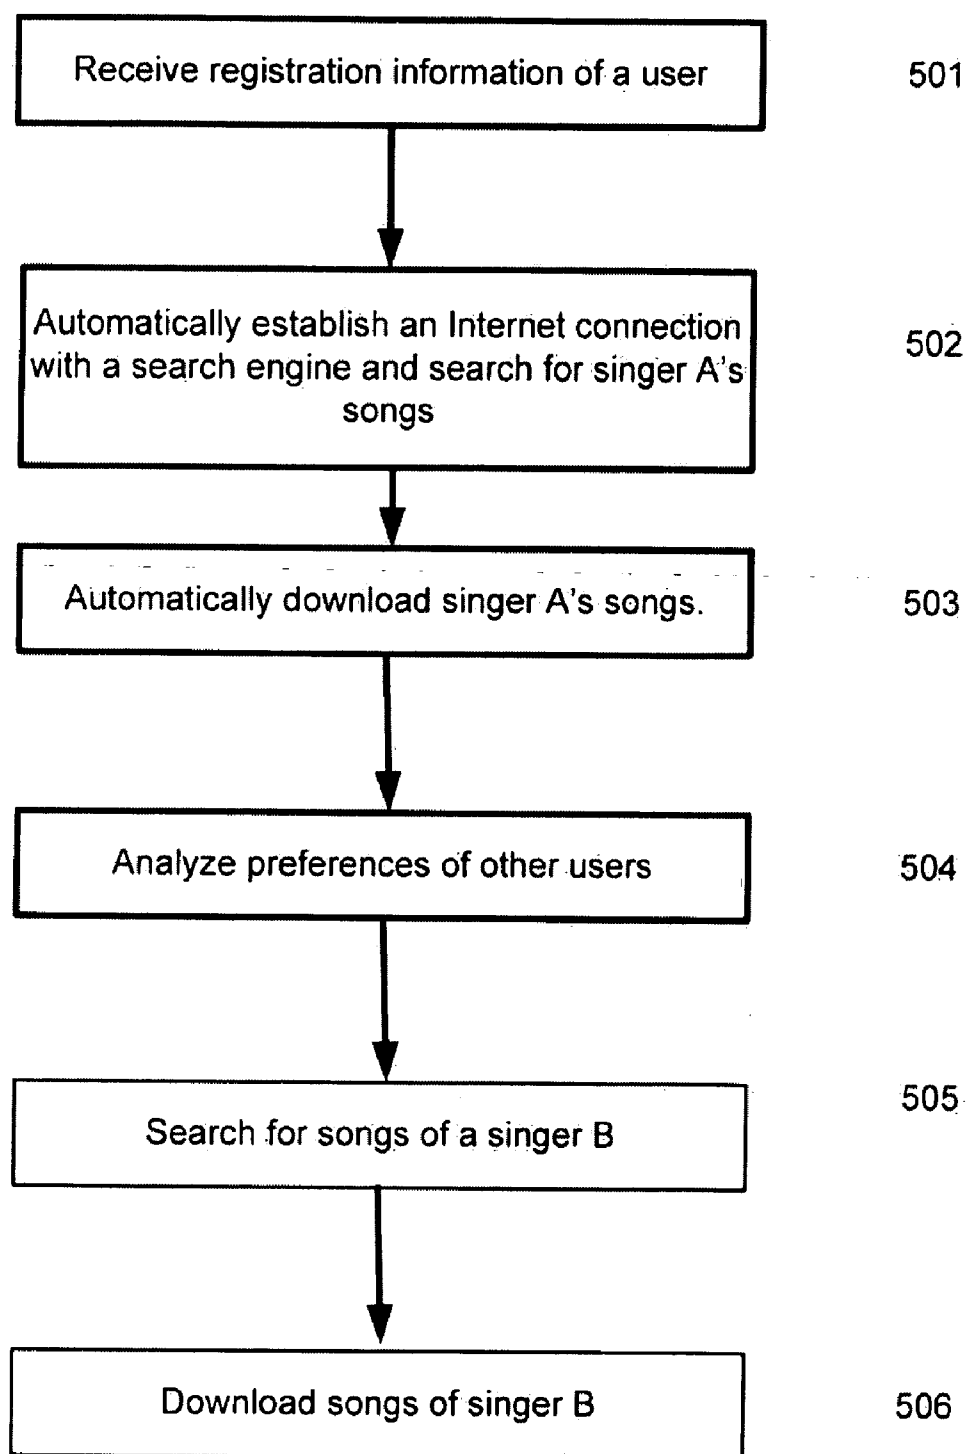 Receive registration information of a user
501
Automatically establish an Internet connection
with a search engine and search for singer A's
songs
502
Automatically download singer A's songs.
503
Analyze preferences of other users
504
Search for songs of a singer B
505
Download songs of singer B
506